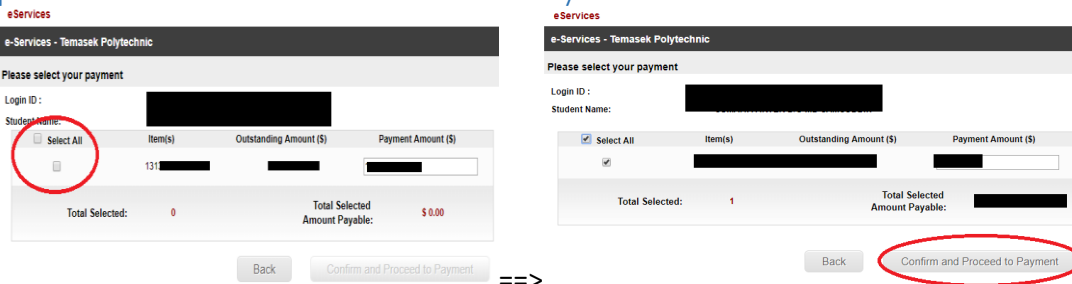 eServices
e-Services - Temasek Polytechnic
Please select your payment
Login ID :
Student Name:
Select All Item(s) Outstanding Amount ($) Payment Amount ($)
131
Total Selected: 0 Total Selected Amount Payable: $ 0.00
Back Confirm and Proceed to Payment
==>
eServices
e-Services - Temasek Polytechnic
Please select your payment
Login ID :
Student Name:
Select All Item(s) Outstanding Amount ($) Payment Amount ($)
Total Selected: 1 Total Selected Amount Payable:
Back Confirm and Proceed to Payment